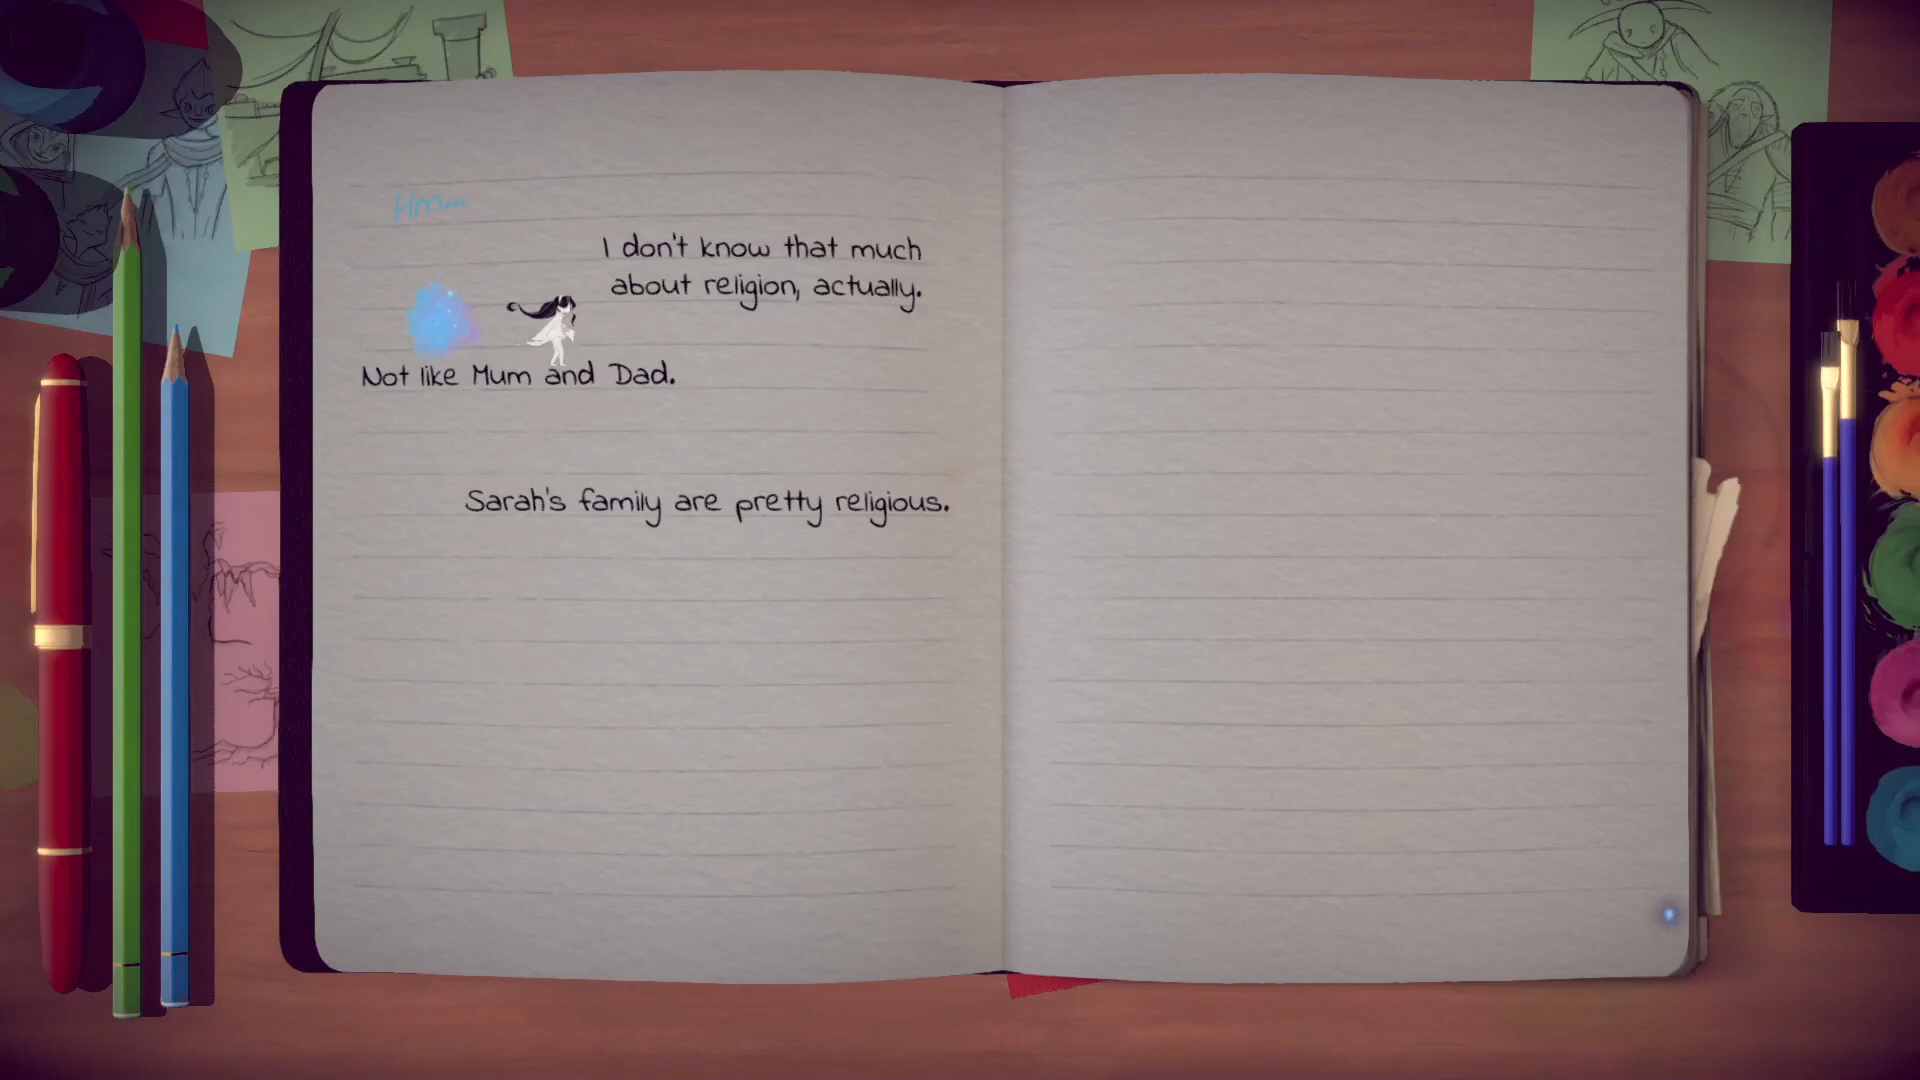 Hm...
I don't know that much
about religion, actually.
Not like Mum and Dad.
Sarah's family are pretty religious.